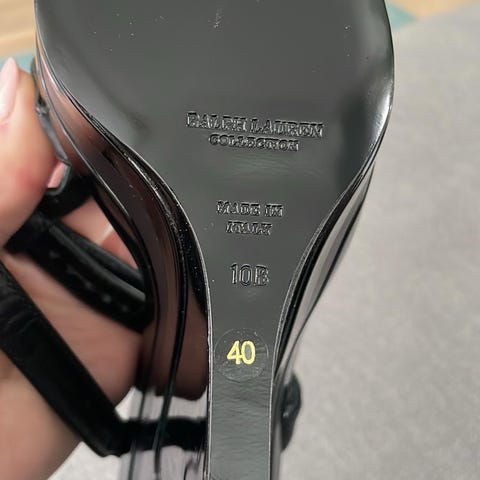 RALPH LAUREN
COLLECTION
MADE IN
ITALY
10B
40